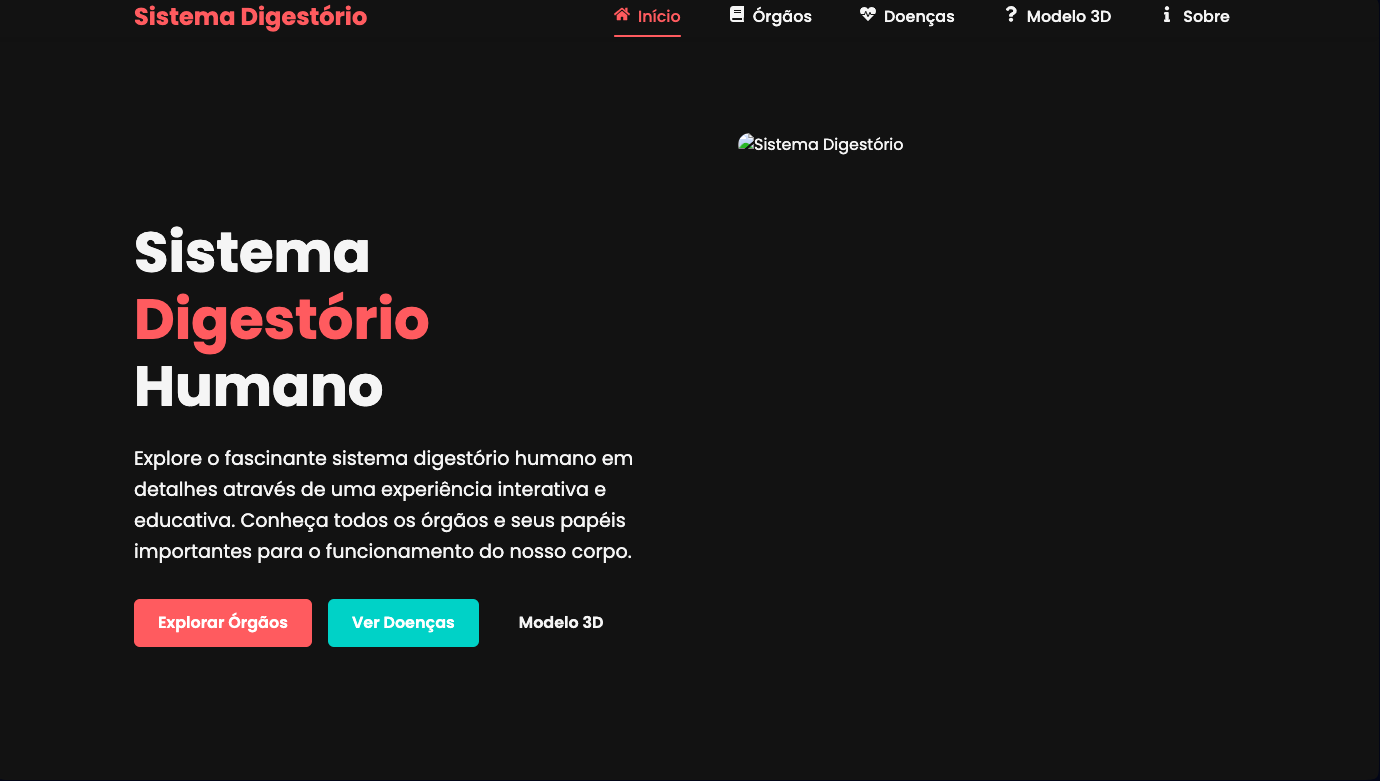 Sistema Digestório
Início
Órgãos
Doenças
Modelo 3D
Sobre
Sistema Digestório
Sistema
Digestório
Humano
Explore o fascinante sistema digestório humano em
detalhes através de uma experiência interativa e
educativa. Conheça todos os órgãos e seus papéis
importantes para o funcionamento do nosso corpo.
Explorar Órgãos
Ver Doenças
Modelo 3D